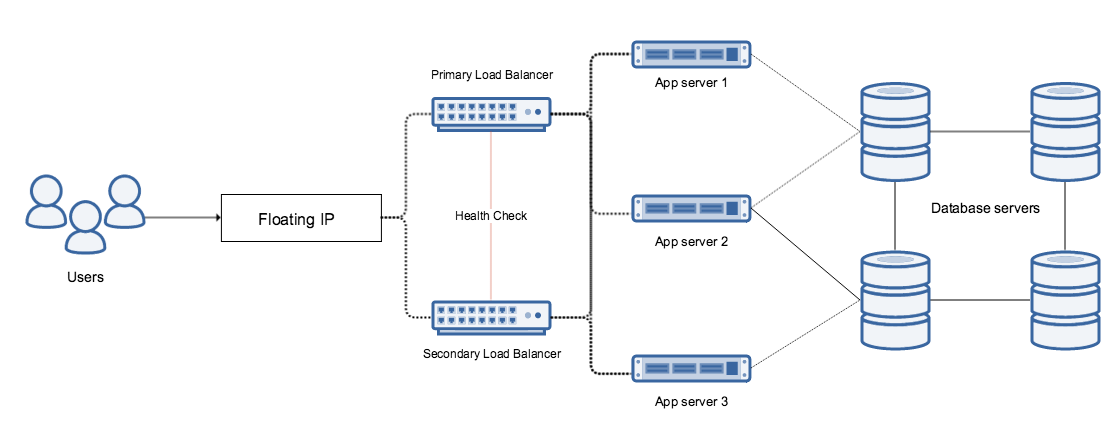 Users
Floating IP
Primary Load Balancer
Health Check
Secondary Load Balancer
App server 1
App server 2
App server 3
Database servers